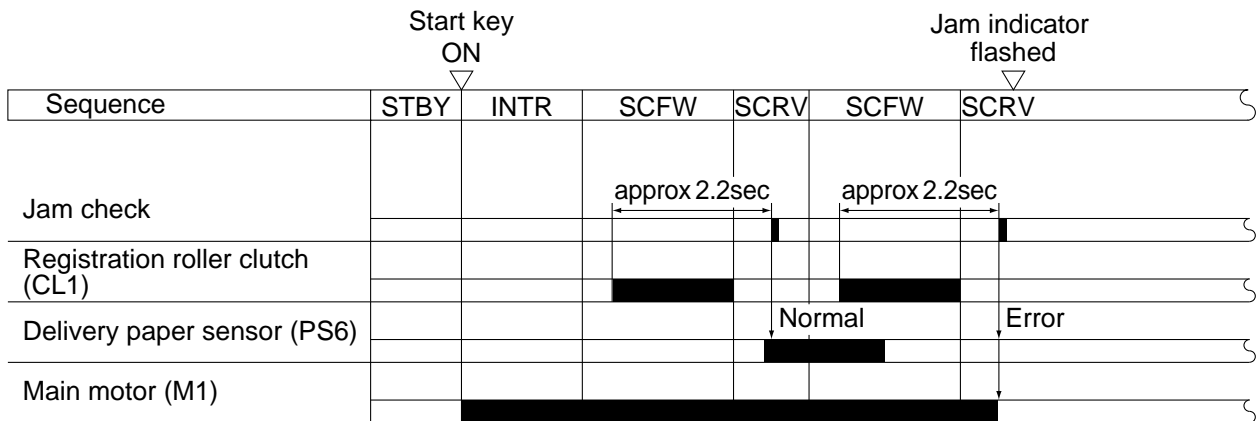 Start key
ON
Jam indicator
flashed
Sequence STBY INTR SCFW SCRV SCFW SCRV
Jam check approx 2.2sec approx 2.2sec
Registration roller clutch
(CL1)
Delivery paper sensor (PS6) Normal Error
Main motor (M1)